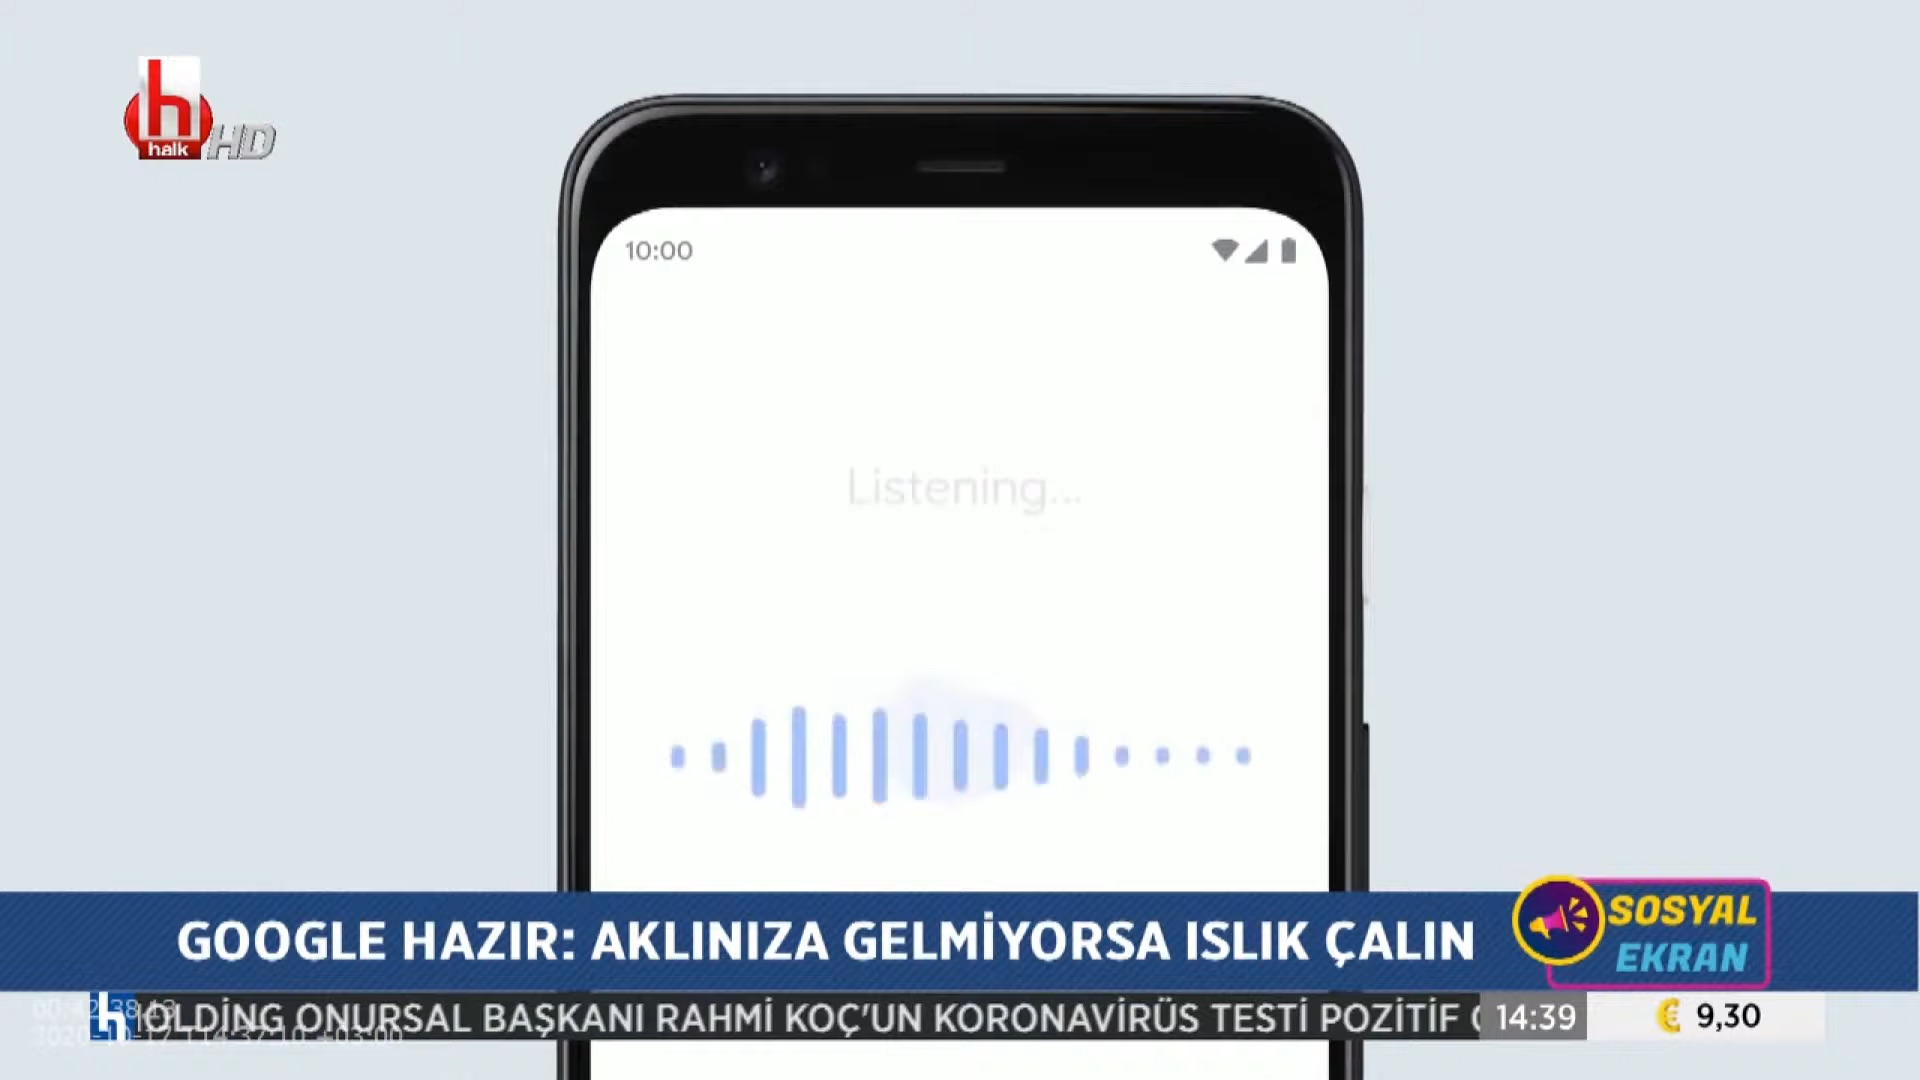 h
halk
HD
10:00
Listening...
GOOGLE HAZIR: AKLINIZA GELMİYORSA ISLIK ÇALIN
SOSYAL
EKRAN
h
HOLDİNG ONURSAL BAŞKANI RAHMİ KOÇ'UN KORONAVİRÜS TESTİ POZİTİF
14:39
€ 9,30